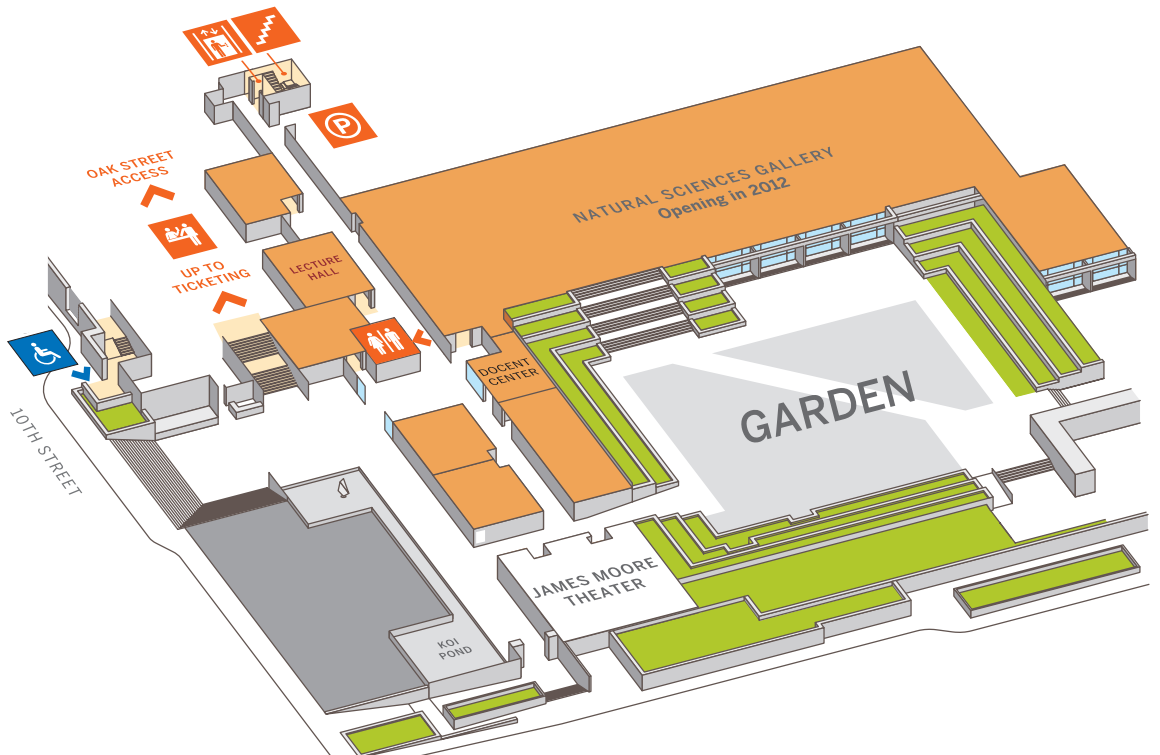 P
OAK STREET
ACCESS
NATURAL SCIENCES GALLERY
Opening in 2012
UP TO
TICKETING
LECTURE
HALL
DOCENT
CENTER
GARDEN
10TH STREET
JAMES MOORE
THEATER
KOI
POND